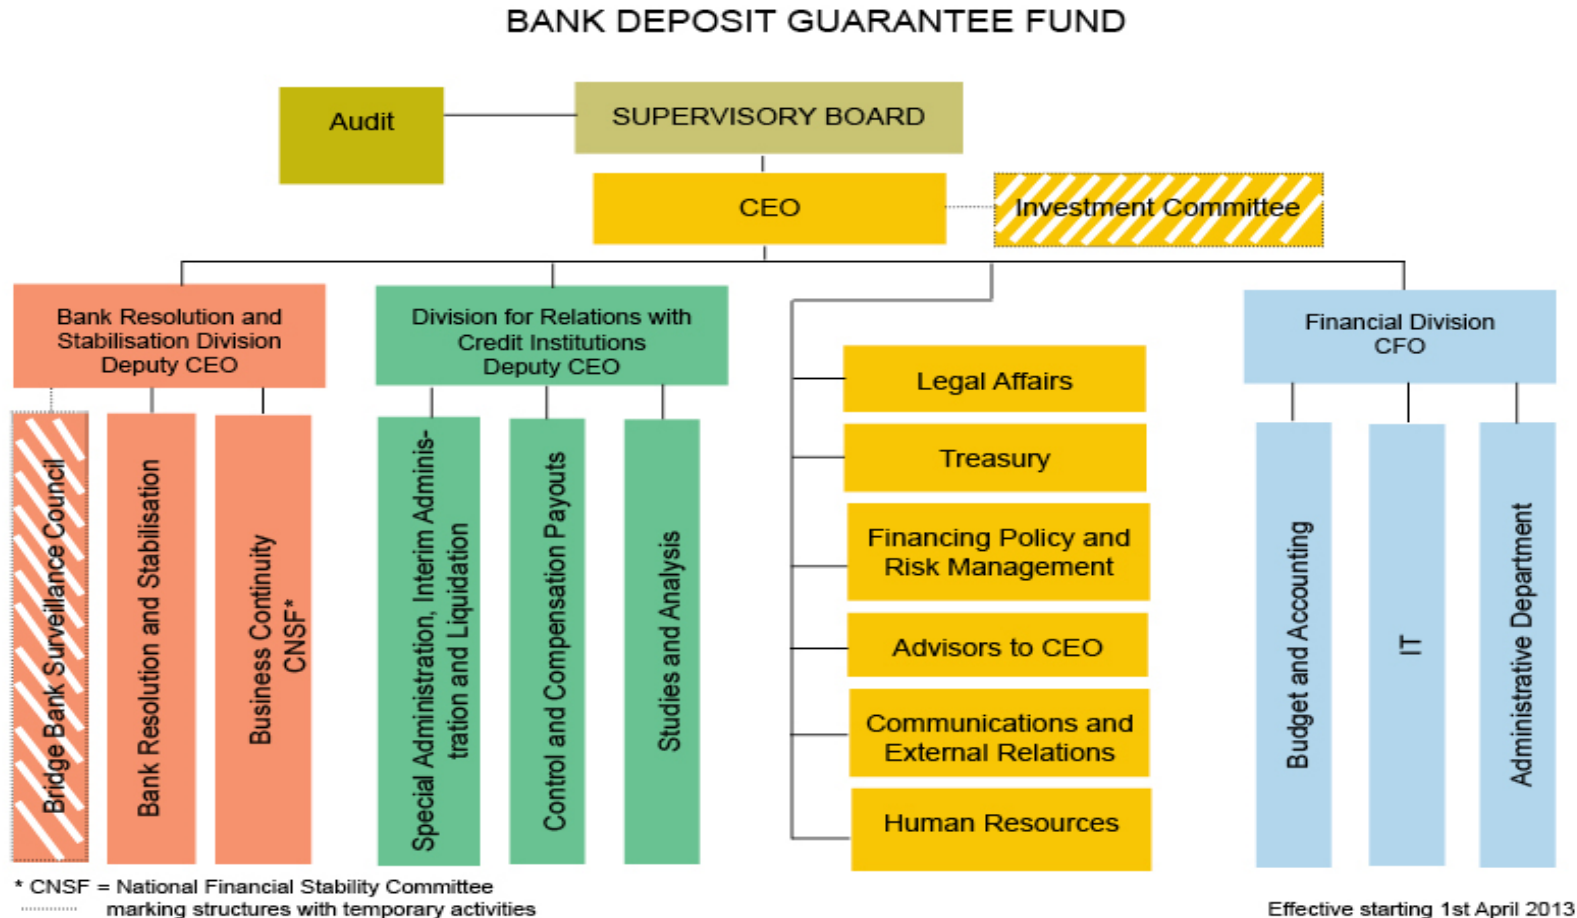 BANK DEPOSIT GUARANTEE FUND
Audit
SUPERVISORY BOARD
CEO
Investment Committee
Bank Resolution and
Stabilisation Division
Deputy CEO
Division for Relations with
Credit Institutions
Deputy CEO
Financial Division
CFO
Bridge Bank Surveillance Council
Bank Resolution and Stabilisation
Business Continuity
CNSF*
Special Administration, Interim Adminis-
tration and Liquidation
Control and Compensation Payouts
Studies and Analysis
Legal Affairs
Treasury
Financing Policy and
Risk Management
Advisors to CEO
Communications and
External Relations
Human Resources
Budget and Accounting
IT
Administrative Department
* CNSF = National Financial Stability Committee
marking structures with temporary activities
Effective starting 1st April 2013